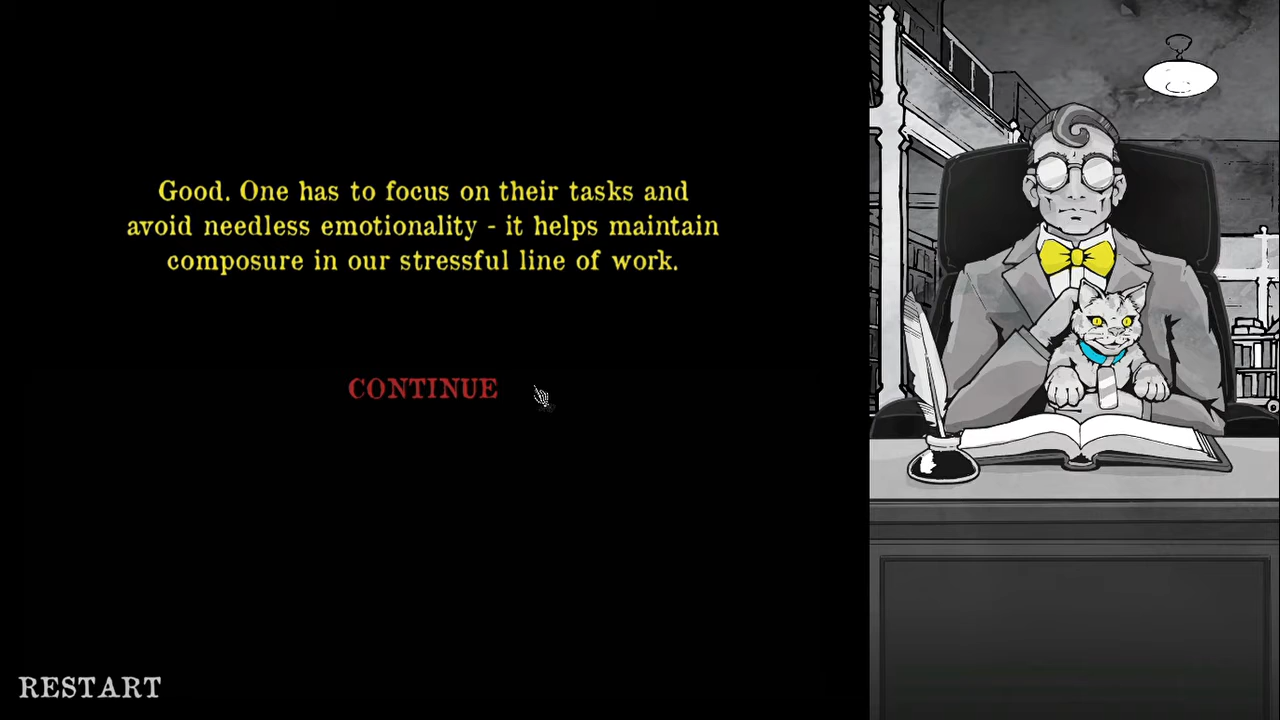 Good. One has to focus on their tasks and
avoid needless emotionality - it helps maintain
composure in our stressful line of work.
CONTINUE
RESTART